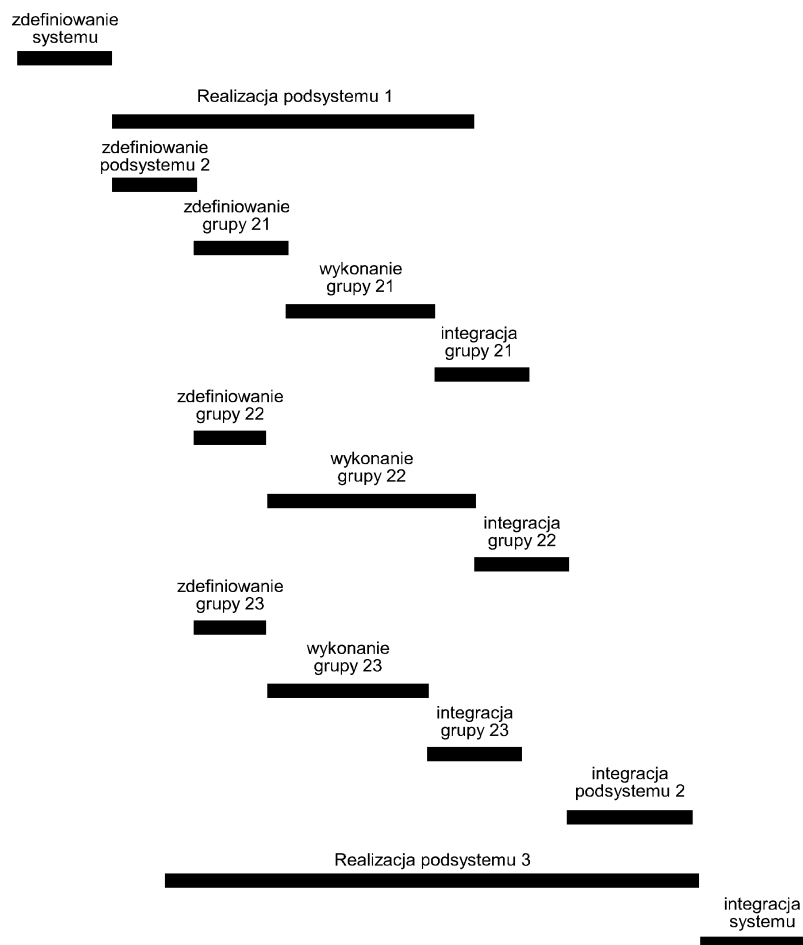 zdefiniowanie
systemu
Realizacja podsystemu 1
zdefiniowanie
podsystemu 2
zdefiniowanie
grupy 21
wykonanie
grupy 21
integracja
grupy 21
zdefiniowanie
grupy 22
wykonanie
grupy 22
integracja
grupy 22
zdefiniowanie
grupy 23
wykonanie
grupy 23
integracja
grupy 23
integracja
podsystemu 2
Realizacja podsystemu 3
integracja
systemu